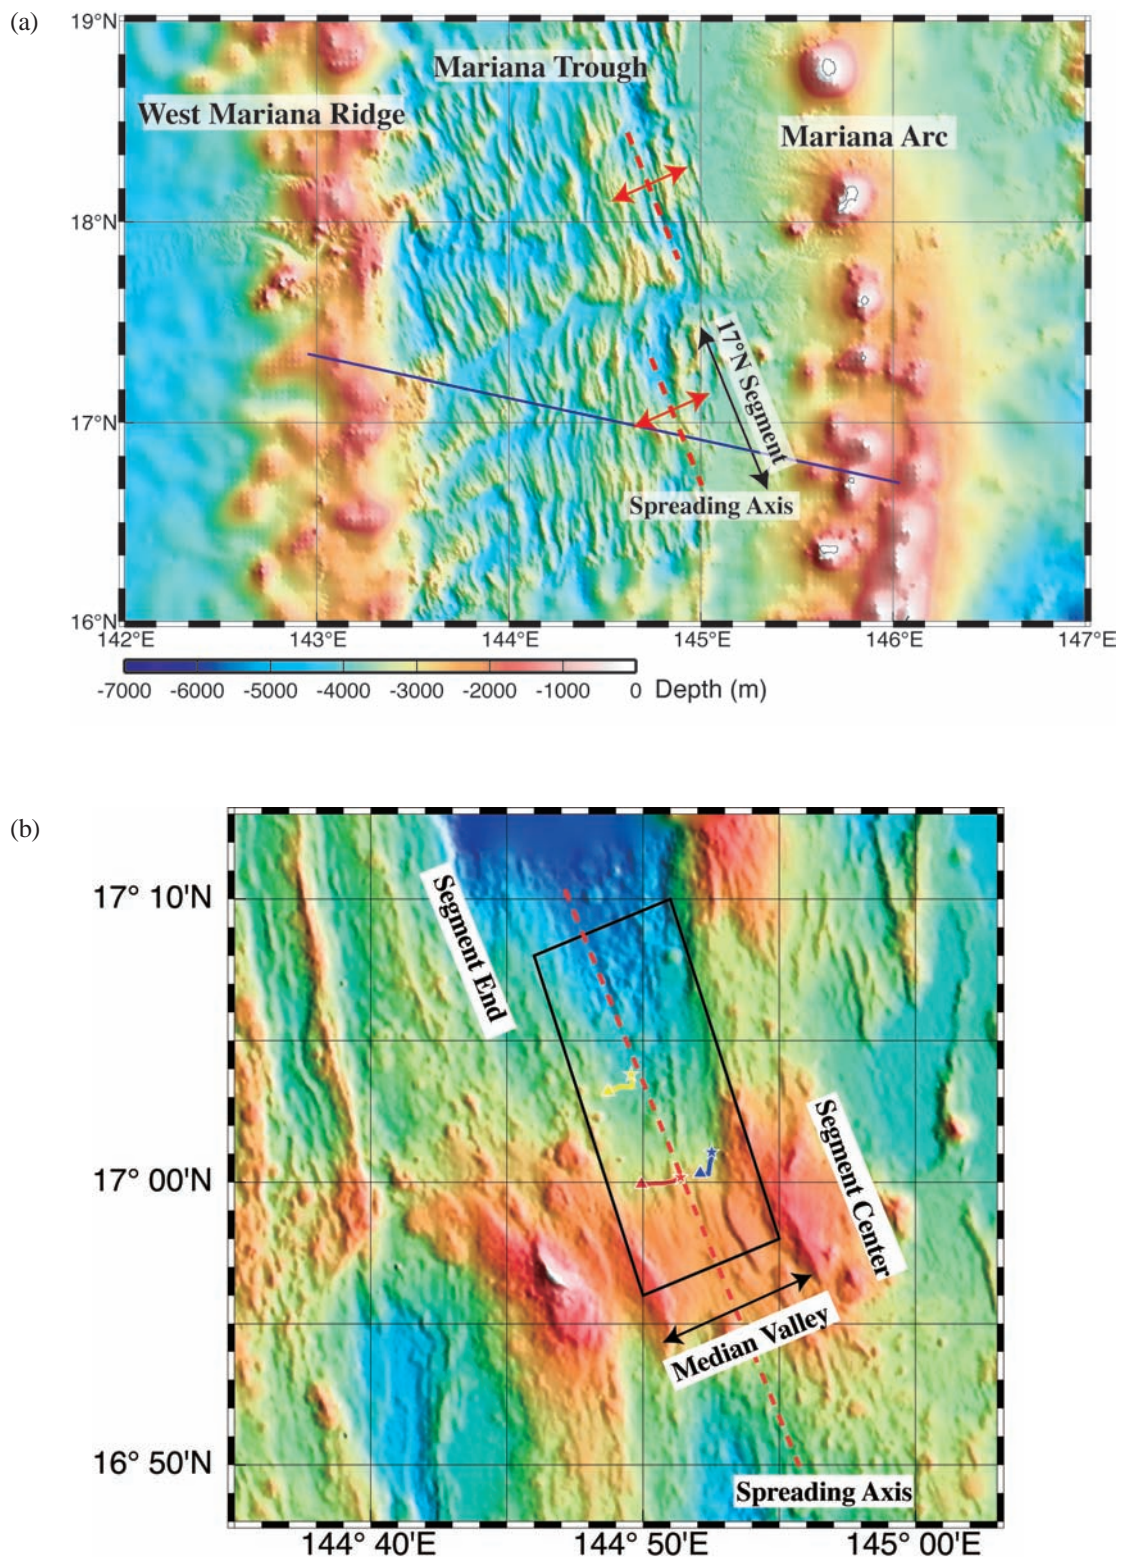 (a)
19°N
18°N
17°N
16°N
Mariana Trough
West Mariana Ridge
Mariana Arc
17°N Segment
Spreading Axis
142°E 143°E 144°E 145°E 146°E 147°E
-7000 -6000 -5000 -4000 -3000 -2000 -1000 0 Depth (m)
(b)
17° 10'N
17° 00'N
16° 50'N
Segment End
Segment Center
Median Valley
Spreading Axis
144° 40'E 144° 50'E 145° 00'E